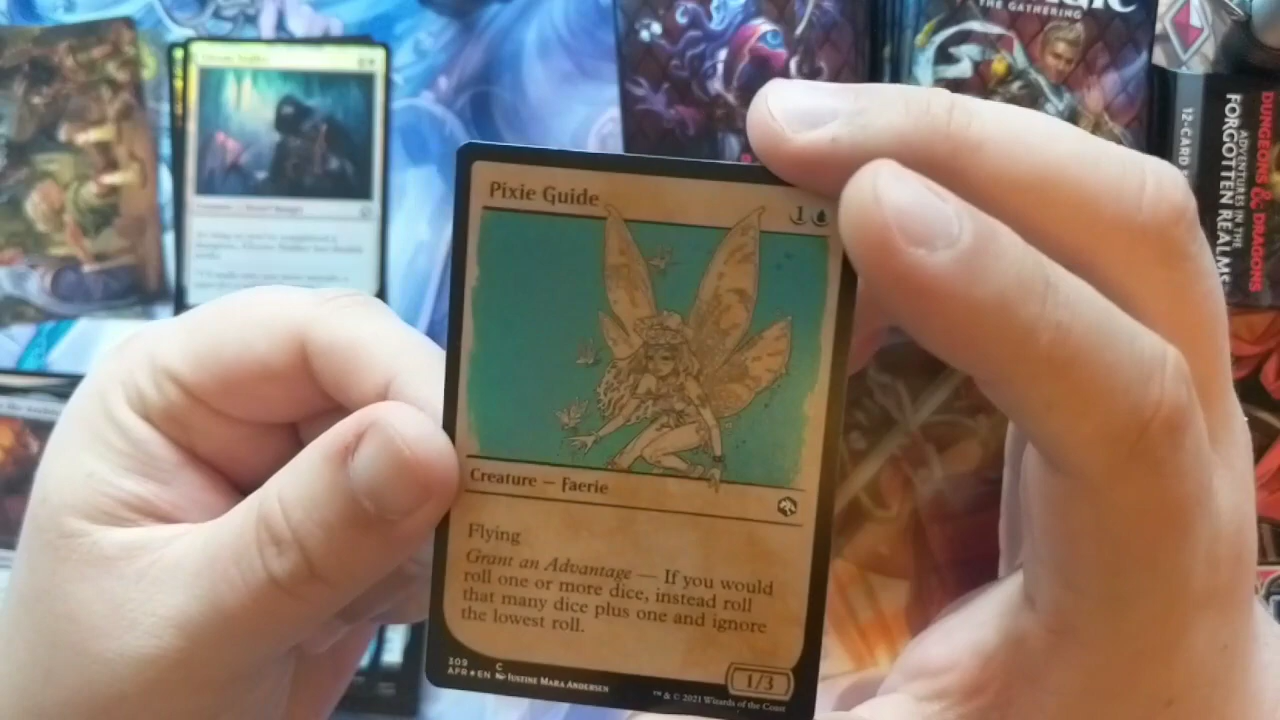 THE GATHERING
12-CARD
DUNGEONS & DRAGONS
ADVENTURES IN THE
FORGOTTEN REALMS
Pixie Guide
1
Creature — Faerie
Flying
Grant an Advantage — If you would
roll one or more dice, instead roll
that many dice plus one and ignore
the lowest roll.
1/3
309 C
AFR ★ EN Iustine Mara Andersen
™ & © 2021 Wizards of the Coast